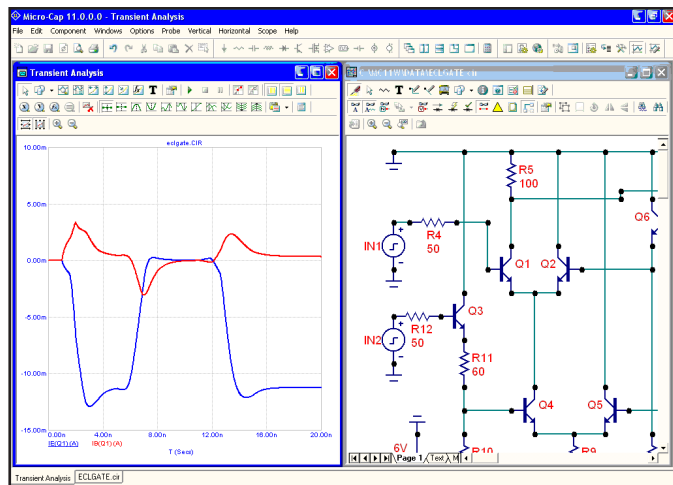 Micro-Cap 11.0.0.0 - Transient Analysis
File Edit Component Windows Options Probe Vertical Horizontal Scope Help
Transient Analysis
eclgate.CIR
10.00m
5.00m
0.00m
-5.00m
-10.00m
-15.00m
0.00n 4.00n 8.00n 12.00n 16.00n 20.00n
IE(Q1) (A) IB(Q1) (A)
T (Secs)
ECLGATE.cir
R5
100
Q6
R4
50
IN1
Q1
Q2
Q3
R12
50
IN2
R11
60
Q4
Q5
6V
R10
R9
Page 1 Text M
Transient Analysis ECLGATE.cir